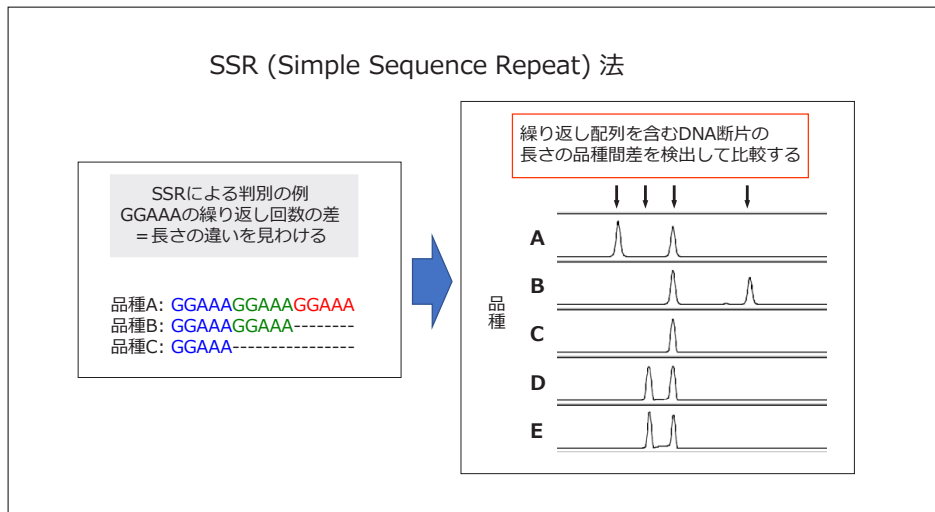 SSR (Simple Sequence Repeat) 法
SSRによる判別の例
GGAAAの繰り返し回数の差
＝長さの違いを見わける
品種A: GGAAAGGAAAGGAAA
品種B: GGAAAGGAAA--------
品種C: GGAAA----------------
繰り返し配列を含むDNA断片の
長さの品種間差を検出して比較する
品種
A
B
C
D
E